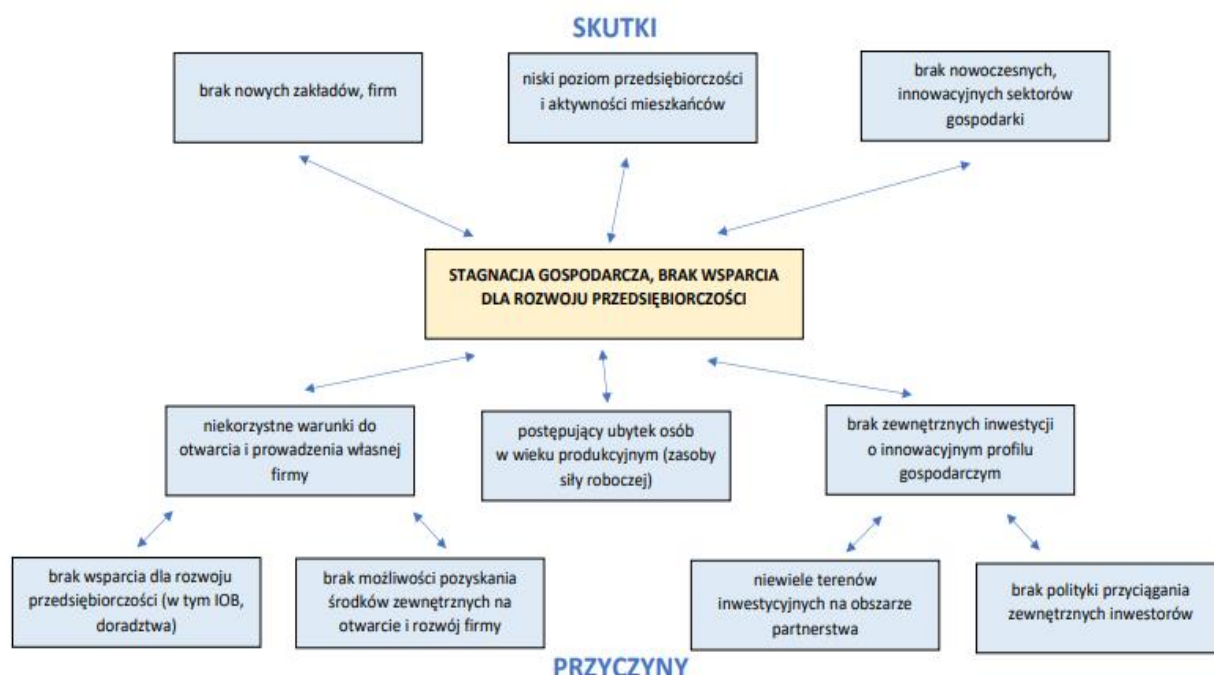 SKUTKI
brak nowych zakładów, firm
niski poziom przedsiębiorczości
i aktywności mieszkańców
brak nowoczesnych,
innowacyjnych sektorów
gospodarki
STAGNACJA GOSPODARCZA, BRAK WSPARCIA
DLA ROZWOJU PRZEDSIĘBIORCZOŚCI
niekorzystne warunki do
otwarcia i prowadzenia własnej
firmy
postępujący ubytek osób
w wieku produkcyjnym (zasoby
siły roboczej)
brak zewnętrznych inwestycji
o innowacyjnym profilu
gospodarczym
brak wsparcia dla rozwoju
przedsiębiorczości (w tym IOB,
doradztwa)
brak możliwości pozyskania
środków zewnętrznych na
otwarcie i rozwój firmy
niewiele terenów
inwestycyjnych na obszarze
partnerstwa
brak polityki przyciągania
zewnętrznych inwestorów
PRZYCZYNY